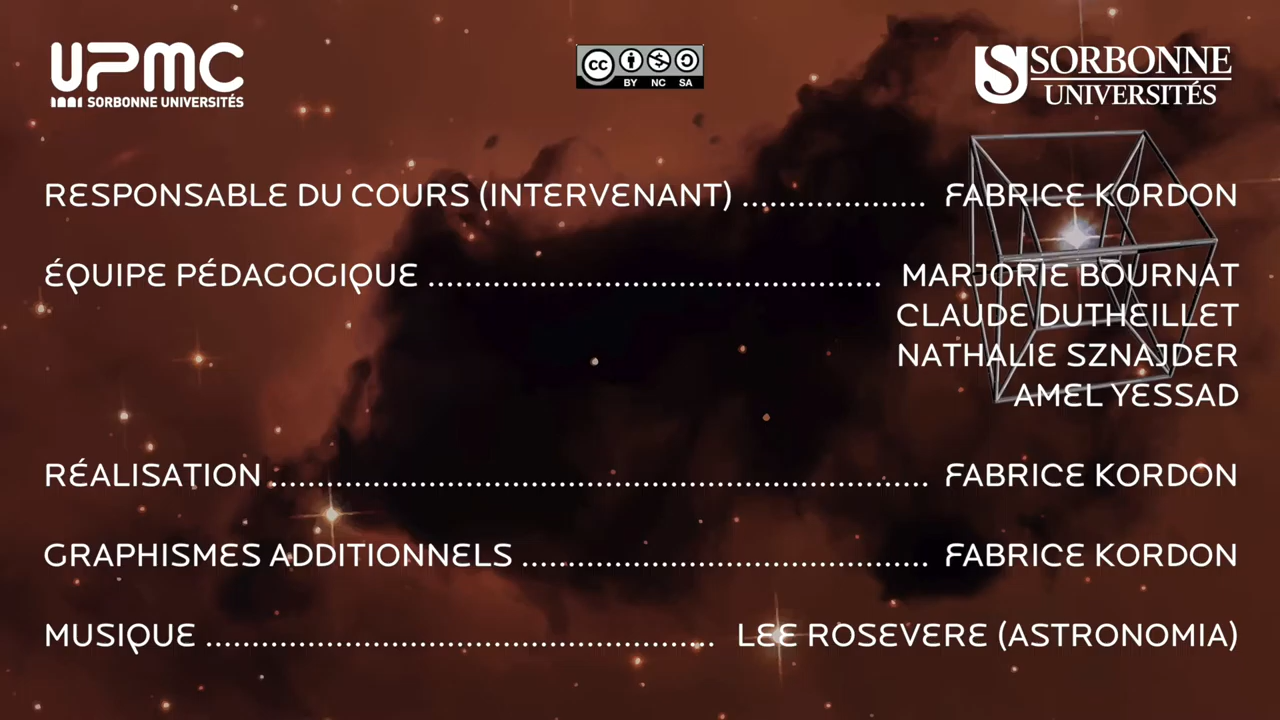 UPMC
SORBONNE UNIVERSITÉS
cc
BY NC SA
SORBONNE
UNIVERSITÉS
RESPONSABLE DU COURS (INTERVENANT) .................... FABRICE KORDON
ÉQUIPE PÉDAGOGIQUE ................................................. MARJORIE BOURNAT
CLAUDE DUTHEILLET
NATHALIE SZNAJDER
AMEL YESSAD
RÉALISATION ....................................................................... FABRICE KORDON
GRAPHISMES ADDITIONNELS ............................................ FABRICE KORDON
MUSIQUE ....................................................... LEE ROSEVERE (ASTRONOMIA)